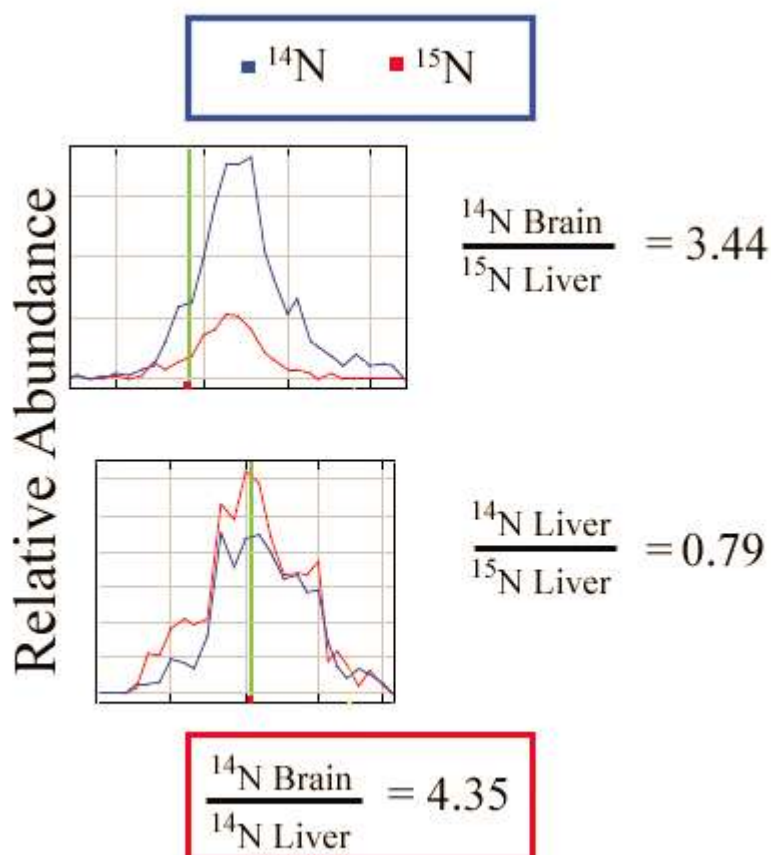 ¹⁴N ¹⁵N
Relative Abundance
¹⁴N Brain
¹⁵N Liver
= 3.44
¹⁴N Liver
¹⁵N Liver
= 0.79
¹⁴N Brain
¹⁴N Liver
= 4.35